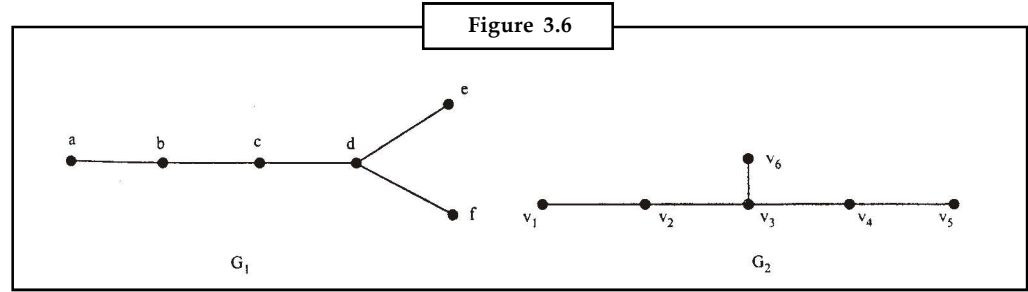 Figure 3.6
a b c d e f
G₁
v₁ v₂ v₃ v₄ v₅ v₆
G₂